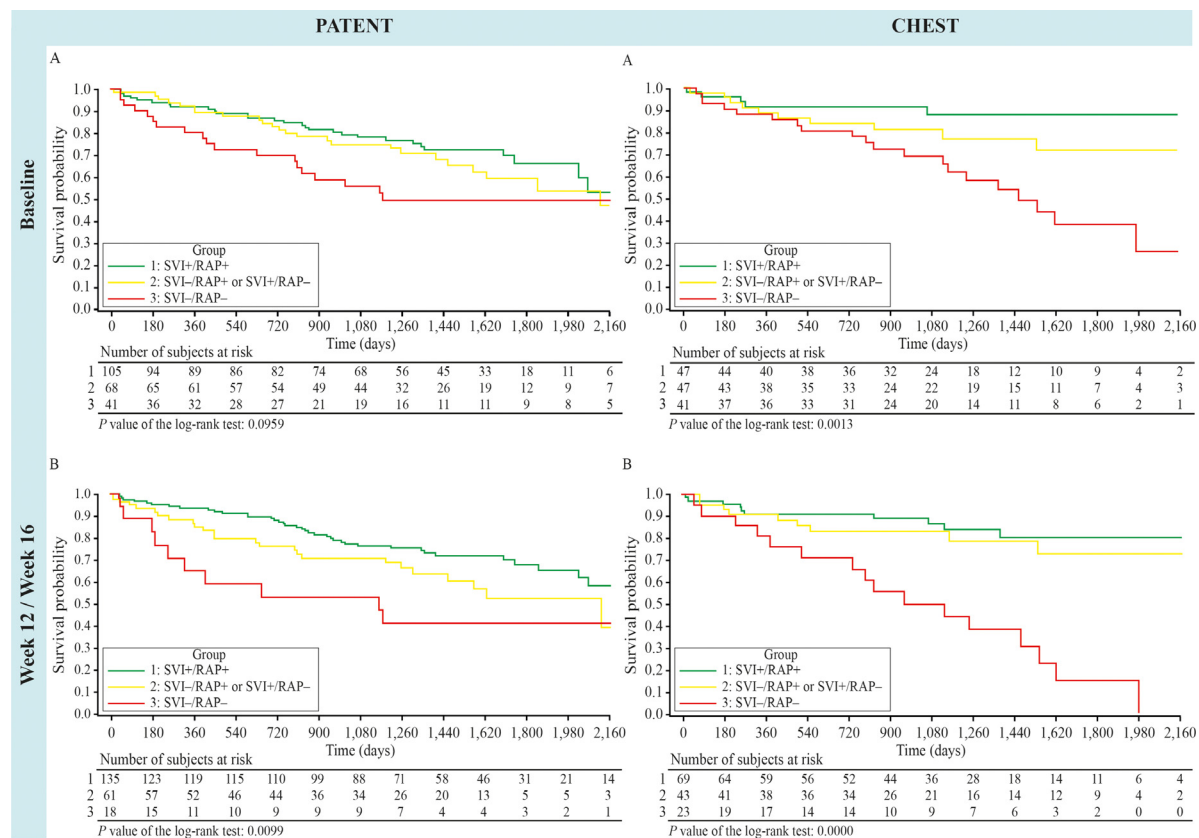 PATENT
CHEST
Baseline
A
Survival probability
1.0
0.9
0.8
0.7
0.6
0.5
0.4
0.3
0.2
0.1
0.0
Group
1: SVI+/RAP+
2: SVI–/RAP+ or SVI+/RAP–
3: SVI–/RAP–
0 180 360 540 720 900 1,080 1,260 1,440 1,620 1,980 2,160
Time (days)
Number of subjects at risk
1 105 94 89 86 82 74 68 56 45 33 18 11 6
2 68 65 61 57 54 49 44 32 26 19 12 9 7
3 41 36 32 28 27 21 19 16 11 11 9 8 5
P value of the log-rank test: 0.0959
A
Survival probability
1.0
0.9
0.8
0.7
0.6
0.5
0.4
0.3
0.2
0.1
0.0
Group
1: SVI+/RAP+
2: SVI–/RAP+ or SVI+/RAP–
3: SVI–/RAP–
0 180 360 540 720 900 1,080 1,260 1,440 1,620 1,980 2,160
Time (days)
Number of subjects at risk
1 47 44 40 38 36 32 24 18 12 10 9 4 2
2 47 43 38 35 33 24 22 19 15 11 7 4 3
3 41 37 36 33 31 24 20 14 11 8 6 2 1
P value of the log-rank test: 0.0013
Week 12 / Week 16
B
Survival probability
1.0
0.9
0.8
0.7
0.6
0.5
0.4
0.3
0.2
0.1
0.0
Group
1: SVI+/RAP+
2: SVI–/RAP+ or SVI+/RAP–
3: SVI–/RAP–
0 180 360 540 720 900 1,080 1,260 1,440 1,620 1,980 2,160
Time (days)
Number of subjects at risk
1 135 123 119 115 110 99 88 71 58 46 31 21 14
2 61 57 52 46 44 36 34 26 20 13 5 5 3
3 18 15 11 10 9 9 9 7 4 4 3 2 1
P value of the log-rank test: 0.0099
B
Survival probability
1.0
0.9
0.8
0.7
0.6
0.5
0.4
0.3
0.2
0.1
0.0
Group
1: SVI+/RAP+
2: SVI–/RAP+ or SVI+/RAP–
3: SVI–/RAP–
0 180 360 540 720 900 1,080 1,260 1,440 1,620 1,980 2,160
Time (days)
Number of subjects at risk
1 69 64 59 56 52 44 36 28 18 14 11 6 4
2 43 41 38 36 34 26 21 16 14 12 9 4 2
3 23 19 17 14 14 10 9 7 6 3 2 0 0
P value of the log-rank test: 0.0000